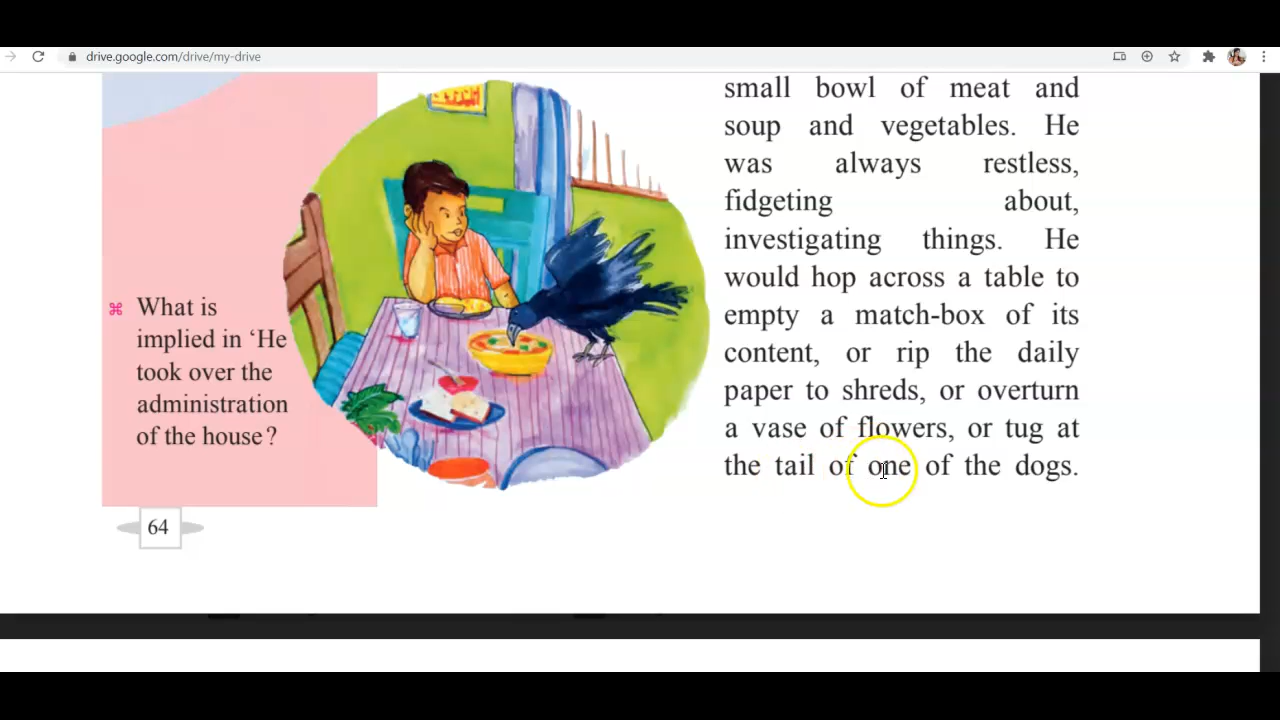 drive.google.com/drive/my-drive
small bowl of meat and
soup and vegetables. He
was always restless,
fidgeting about,
investigating things. He
would hop across a table to
empty a match-box of its
content, or rip the daily
paper to shreds, or overturn
a vase of flowers, or tug at
the tail of one of the dogs.
⌘ What is
implied in ‘He
took over the
administration
of the house?
64